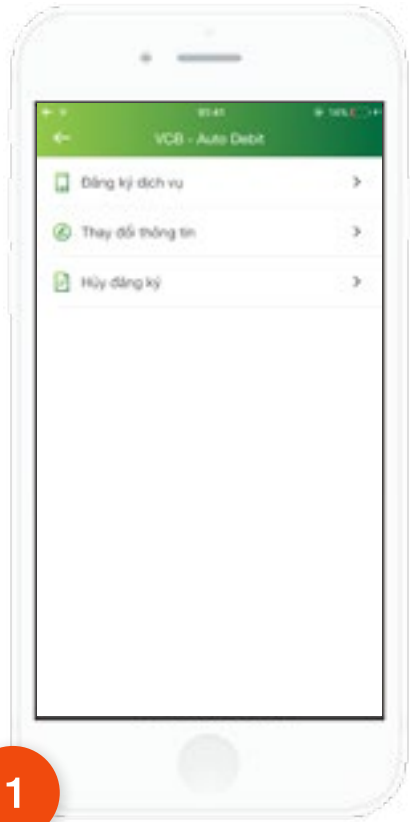 VCB - Auto Debit
Đăng ký dịch vụ
Thay đổi thông tin
Hủy đăng ký
1